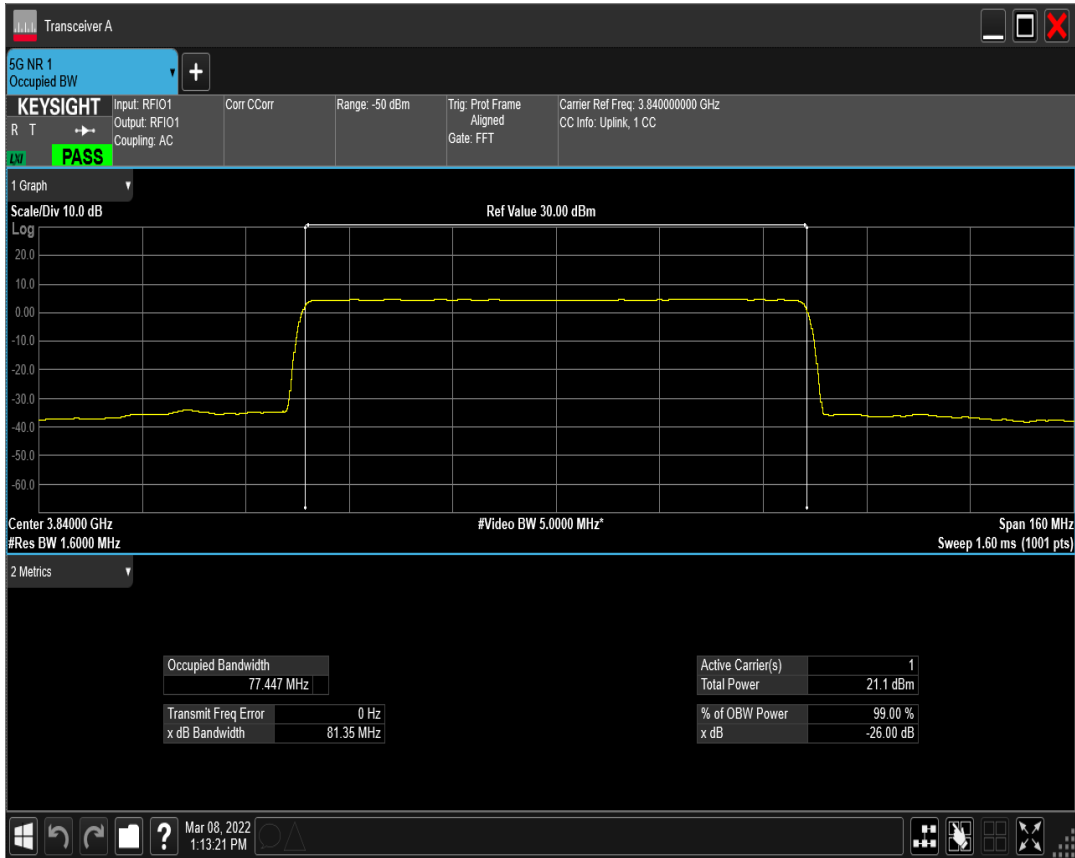 Transceiver A
5G NR 1
Occupied BW
+
KEYSIGHT
R T
LXI
PASS
Input: RFIO1
Output: RFIO1
Coupling: AC
Corr CCorr
Range: -50 dBm
Trig: Prot Frame
Aligned
Gate: FFT
Carrier Ref Freq: 3.840000000 GHz
CC Info: Uplink, 1 CC
1 Graph
Scale/Div 10.0 dB
Ref Value 30.00 dBm
Log
20.0
10.0
0.00
-10.0
-20.0
-30.0
-40.0
-50.0
-60.0
Center 3.84000 GHz
#Video BW 5.0000 MHz*
Span 160 MHz
#Res BW 1.6000 MHz
Sweep 1.60 ms (1001 pts)
2 Metrics
Occupied Bandwidth
77.447 MHz
Transmit Freq Error 0 Hz
x dB Bandwidth 81.35 MHz
Active Carrier(s) 1
Total Power 21.1 dBm
% of OBW Power 99.00 %
x dB -26.00 dB
?
Mar 08, 2022
1:13:21 PM